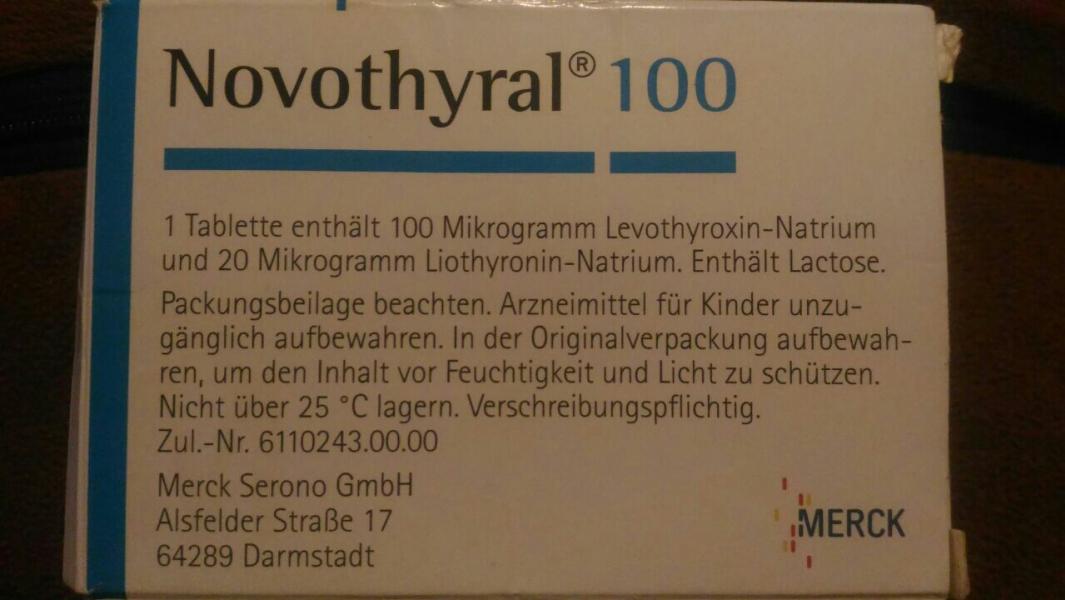 Novothyral® 100
1 Tablette enthält 100 Mikrogramm Levothyroxin-Natrium
und 20 Mikrogramm Liothyronin-Natrium. Enthält Lactose.
Packungsbeilage beachten. Arzneimittel für Kinder unzu-
gänglich aufbewahren. In der Originalverpackung aufbewah-
ren, um den Inhalt vor Feuchtigkeit und Licht zu schützen.
Nicht über 25 °C lagern. Verschreibungspflichtig.
Zul.-Nr. 6110243.00.00
Merck Serono GmbH
Alsfelder Straße 17
64289 Darmstadt
MERCK